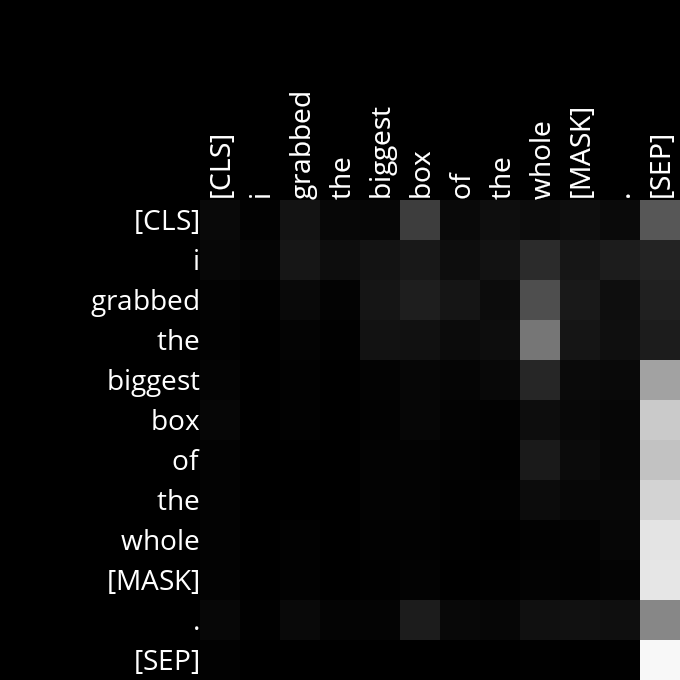 [CLS] i grabbed the biggest box of the whole [MASK] . [SEP]
[CLS]
i
grabbed
the
biggest
box
of
the
whole
[MASK]
.
[SEP]